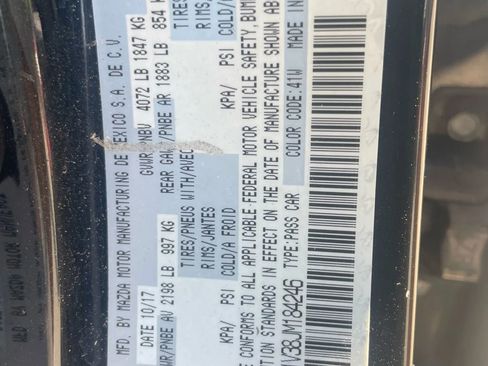 MFD. BY MAZDA MOTOR MANUFACTURING DE MEXICO S.A. DE C.V.
DATE 10/17 GVWR/PNBV 4072 LB 1847 KG
WR/PNBE AV 2198 LB 997 KG REAR GAWR/PNBE AR 1883 LB 854 K
TIRES/PNEUS WITH/AVEC TIRES/
RIMS/JANTES RIMS/
KPA/ PSI COLD/A FROID KPA/ PSI COLD/
E CONFORMS TO ALL APPLICABLE FEDERAL MOTOR VEHICLE SAFETY, BUM
TION STANDARDS IN EFFECT ON THE DATE OF MANUFACTURE SHOWN AB
V38JM184246 TYPE: PASS CAR COLOR CODE: 41W MADE IN